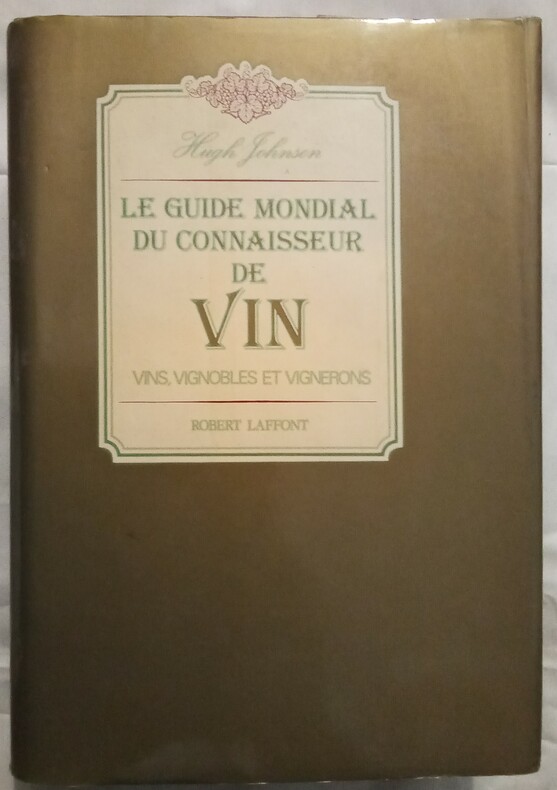 Hugh Johnson
LE GUIDE MONDIAL
DU CONNAISSEUR
DE
VIN
VINS, VIGNOBLES ET VIGNERONS
ROBERT LAFFONT